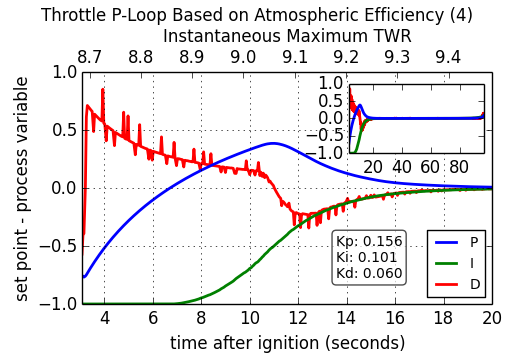 Throttle P-Loop Based on Atmospheric Efficiency (4)
Instantaneous Maximum TWR
8.7 8.8 8.9 9.0 9.1 9.2 9.3 9.4
set point - process variable
1.0
0.5
0.0
−0.5
−1.0
1.0
0.5
0.0
−0.5
−1.0
20 40 60 80
Kp: 0.156
Ki: 0.101
Kd: 0.060
P
I
D
4 6 8 10 12 14 16 18 20
time after ignition (seconds)